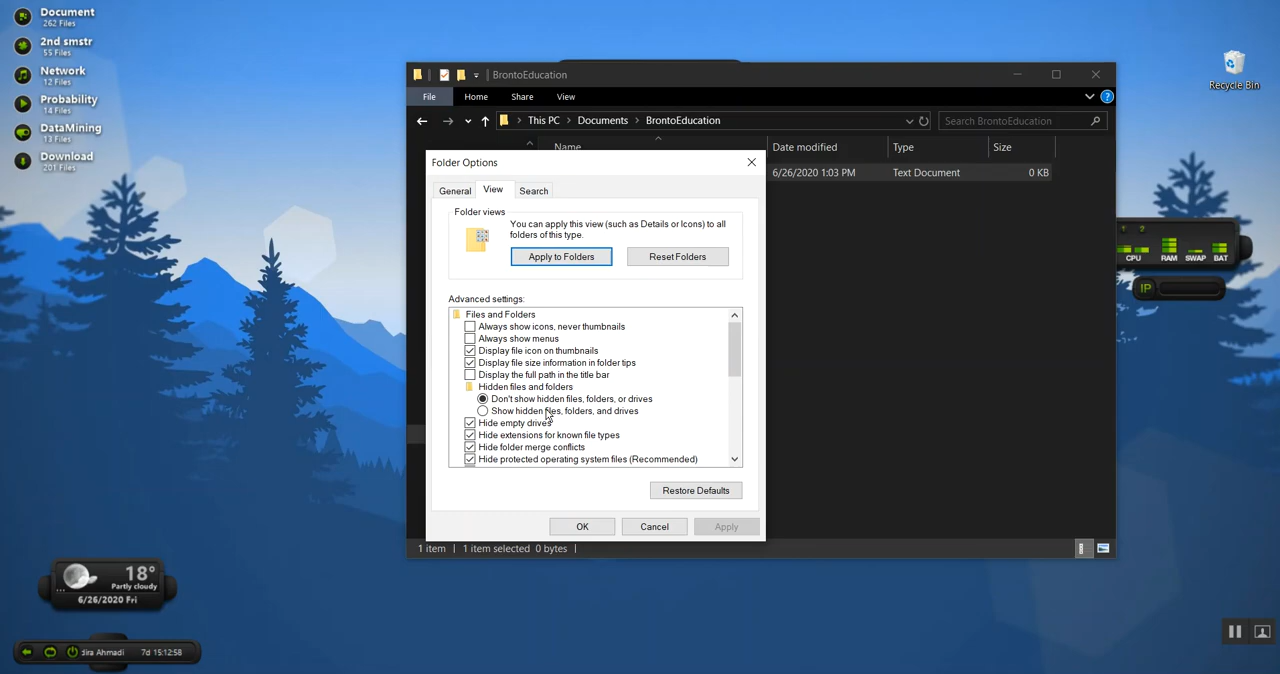 Document
262 Files
2nd smstr
55 Files
Network
12 Files
Probability
14 Files
DataMining
13 Files
Download
201 Files
Recycle Bin
BrontoEducation
File Home Share View
This PC > Documents > BrontoEducation
Search BrontoEducation
Name Date modified Type Size
6/26/2020 1:03 PM Text Document 0 KB
Folder Options
General View Search
Folder views
You can apply this view (such as Details or Icons) to all
folders of this type.
Apply to Folders Reset Folders
Advanced settings:
Files and Folders
Always show icons, never thumbnails
Always show menus
Display file icon on thumbnails
Display file size information in folder tips
Display the full path in the title bar
Hidden files and folders
Don't show hidden files, folders, or drives
Show hidden files, folders, and drives
Hide empty drives
Hide extensions for known file types
Hide folder merge conflicts
Hide protected operating system files (Recommended)
Restore Defaults
OK Cancel Apply
1 item | 1 item selected 0 bytes |
1 2
CPU RAM SWAP BAT
IP
18°
Partly cloudy
6/26/2020 Fri
dira Ahmadi 7d 15:12:58